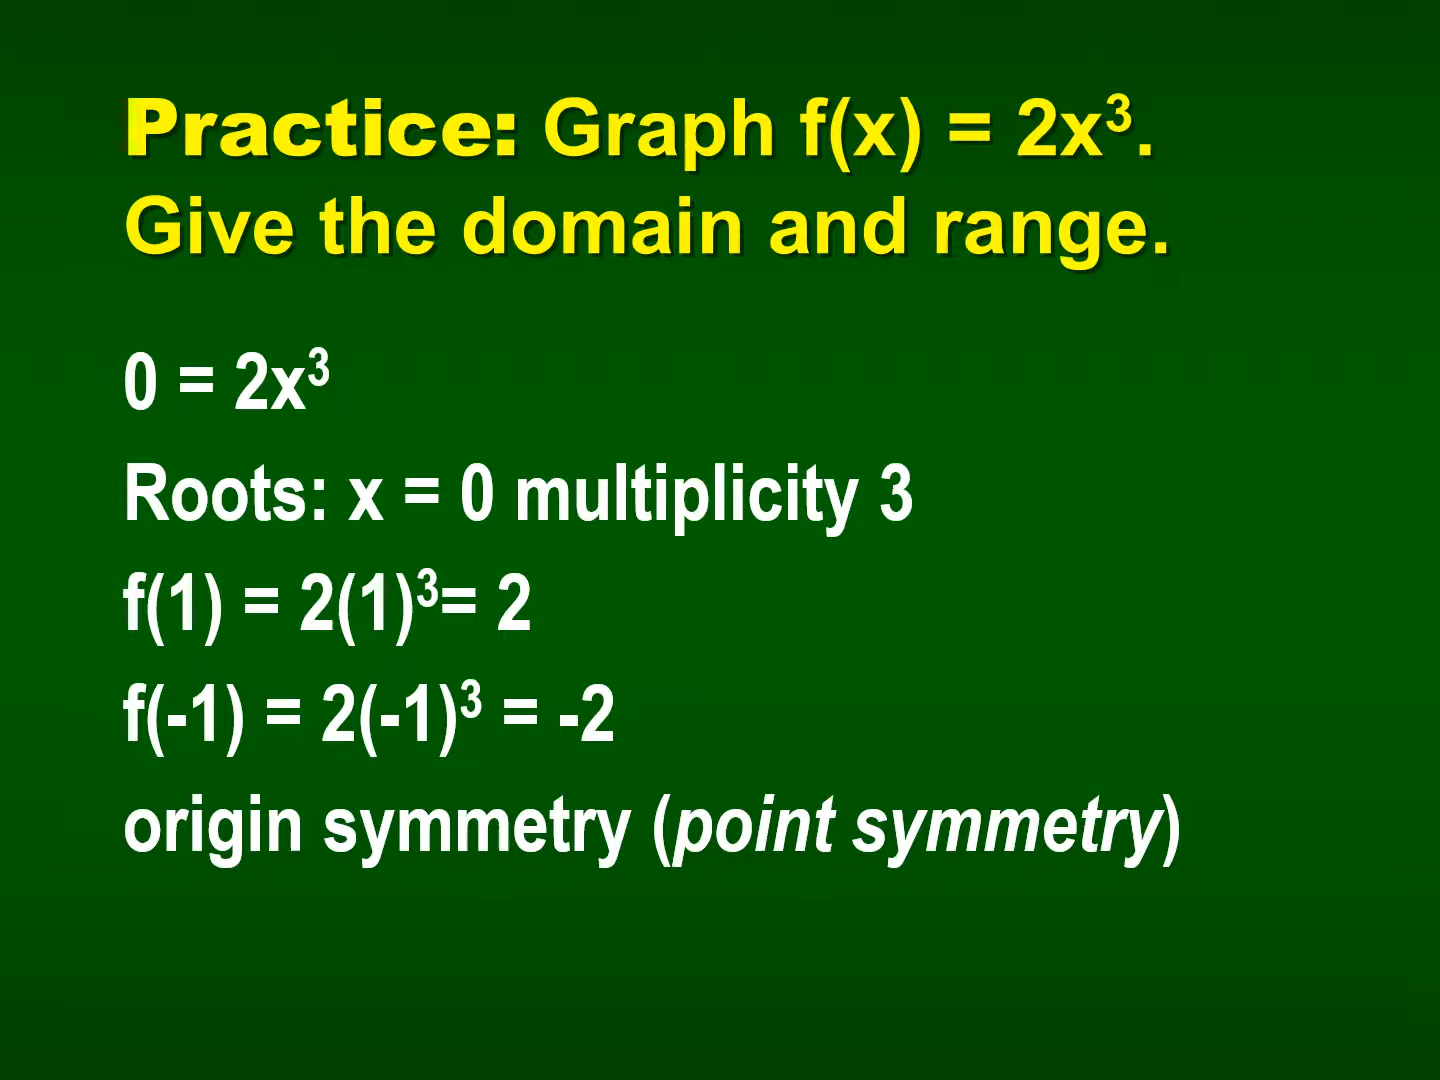 Practice: Graph f(x) = 2x³.
Give the domain and range.
0 = 2x³
Roots: x = 0 multiplicity 3
f(1) = 2(1)³= 2
f(-1) = 2(-1)³ = -2
origin symmetry (point symmetry)